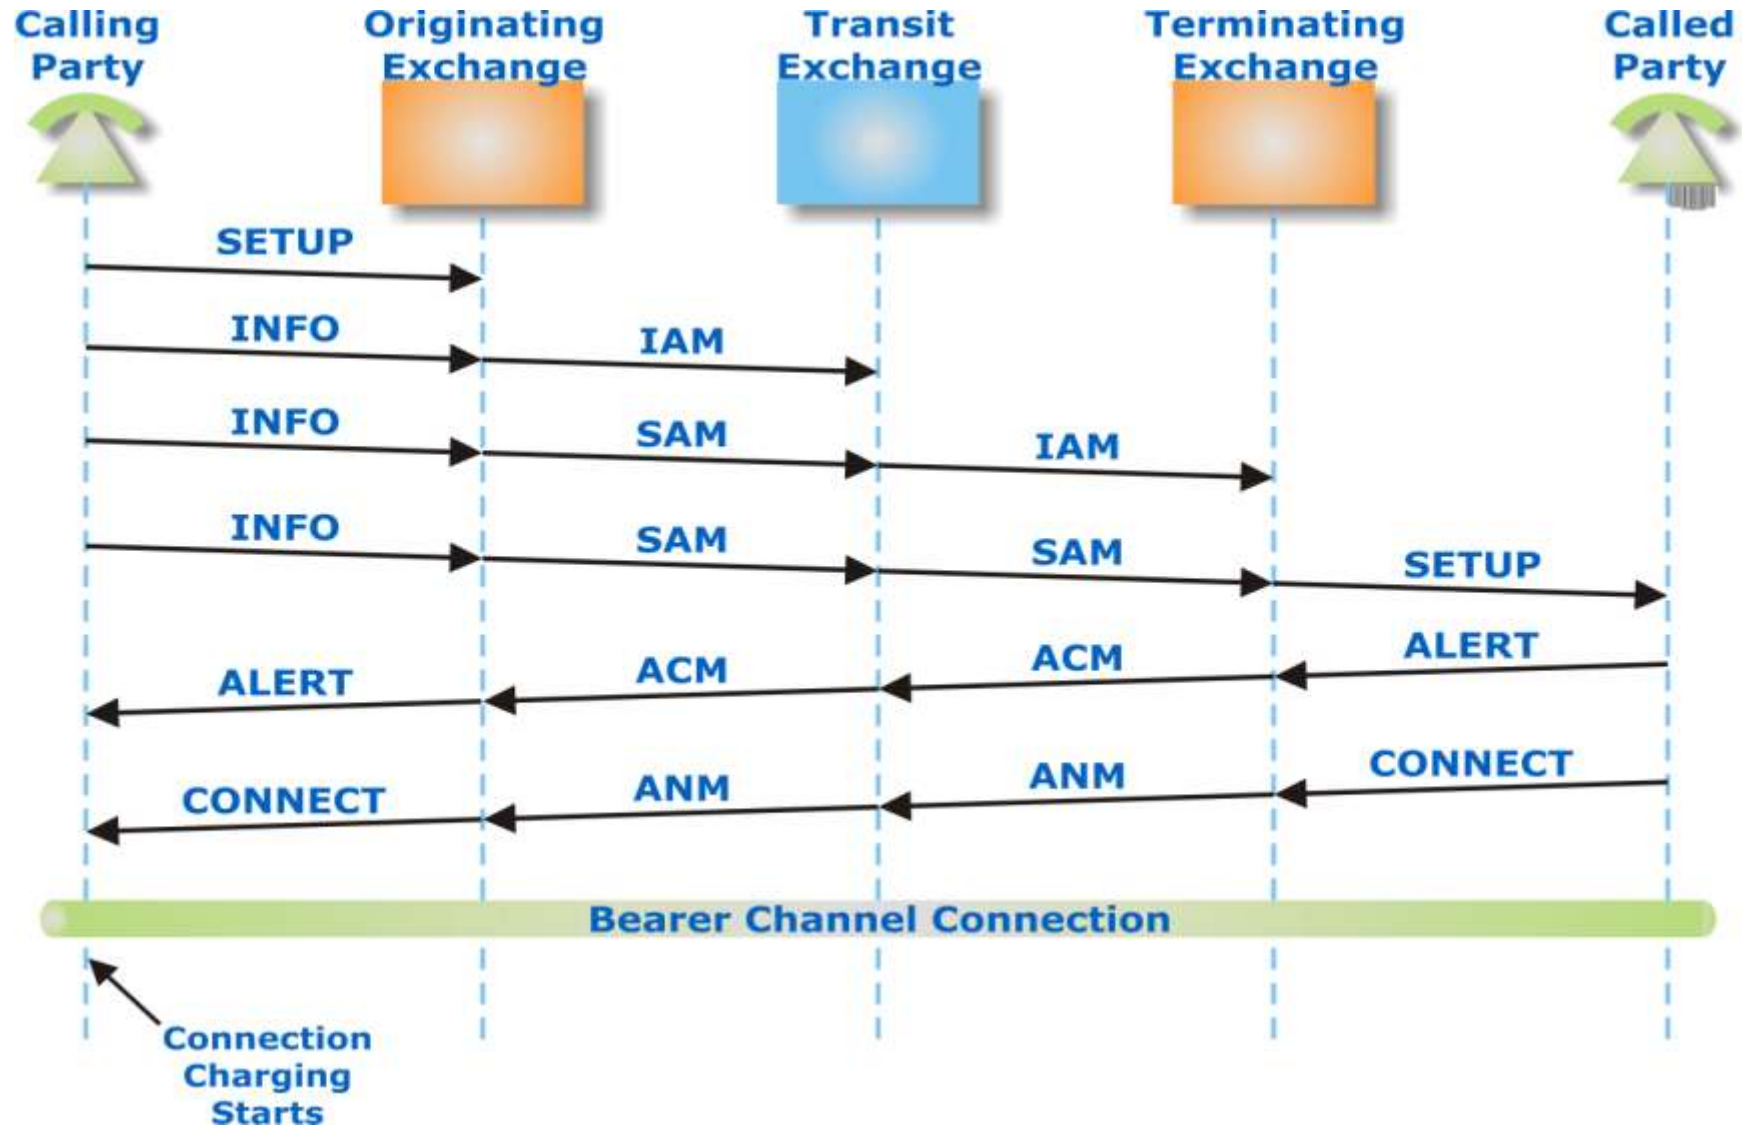 Calling
Party
Originating
Exchange
Transit
Exchange
Terminating
Exchange
Called
Party
SETUP
INFO
IAM
INFO
SAM
IAM
INFO
SAM
SAM
SETUP
ALERT
ACM
ACM
ALERT
CONNECT
ANM
ANM
CONNECT
Bearer Channel Connection
Connection
Charging
Starts